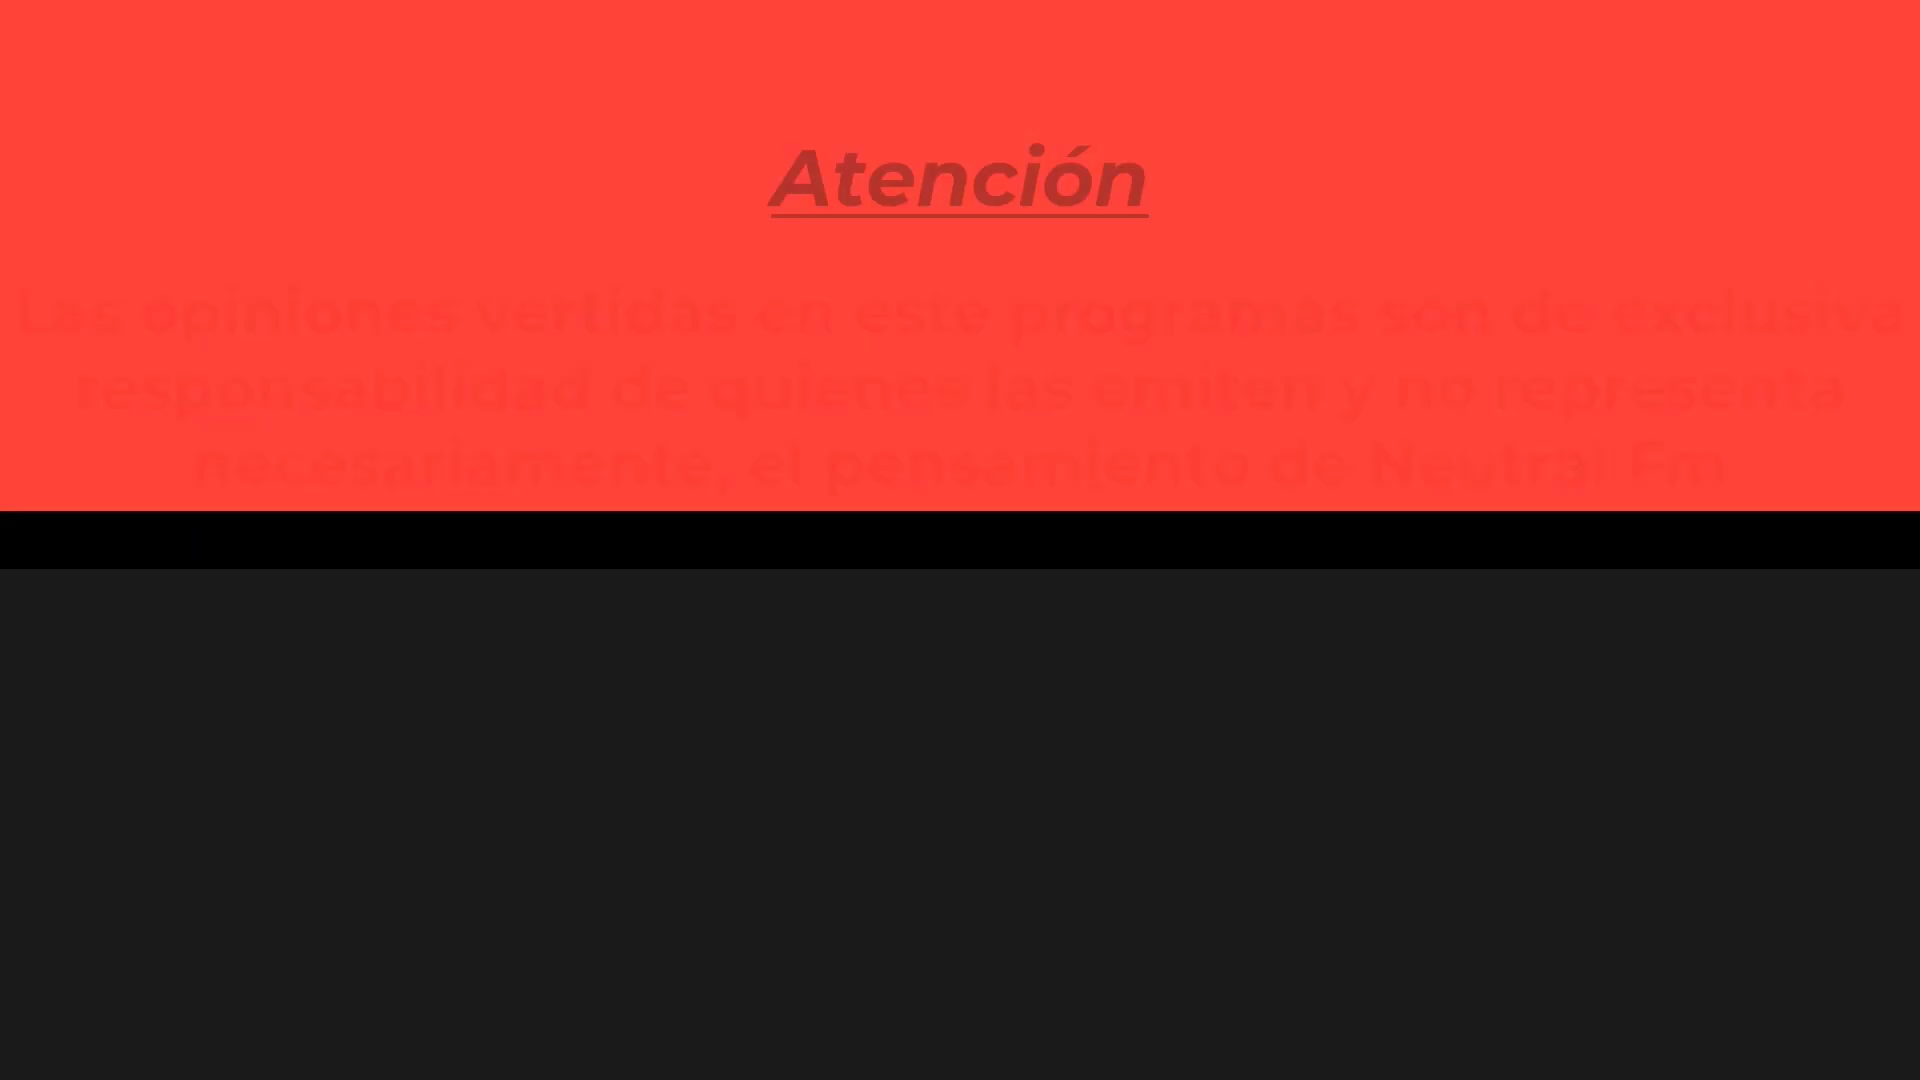 Atención
Las opiniones vertidas en este programas son de exclusiva
responsabilidad de quienes las emiten y no representa
necesariamente, el pensamiento de Neutral Fm